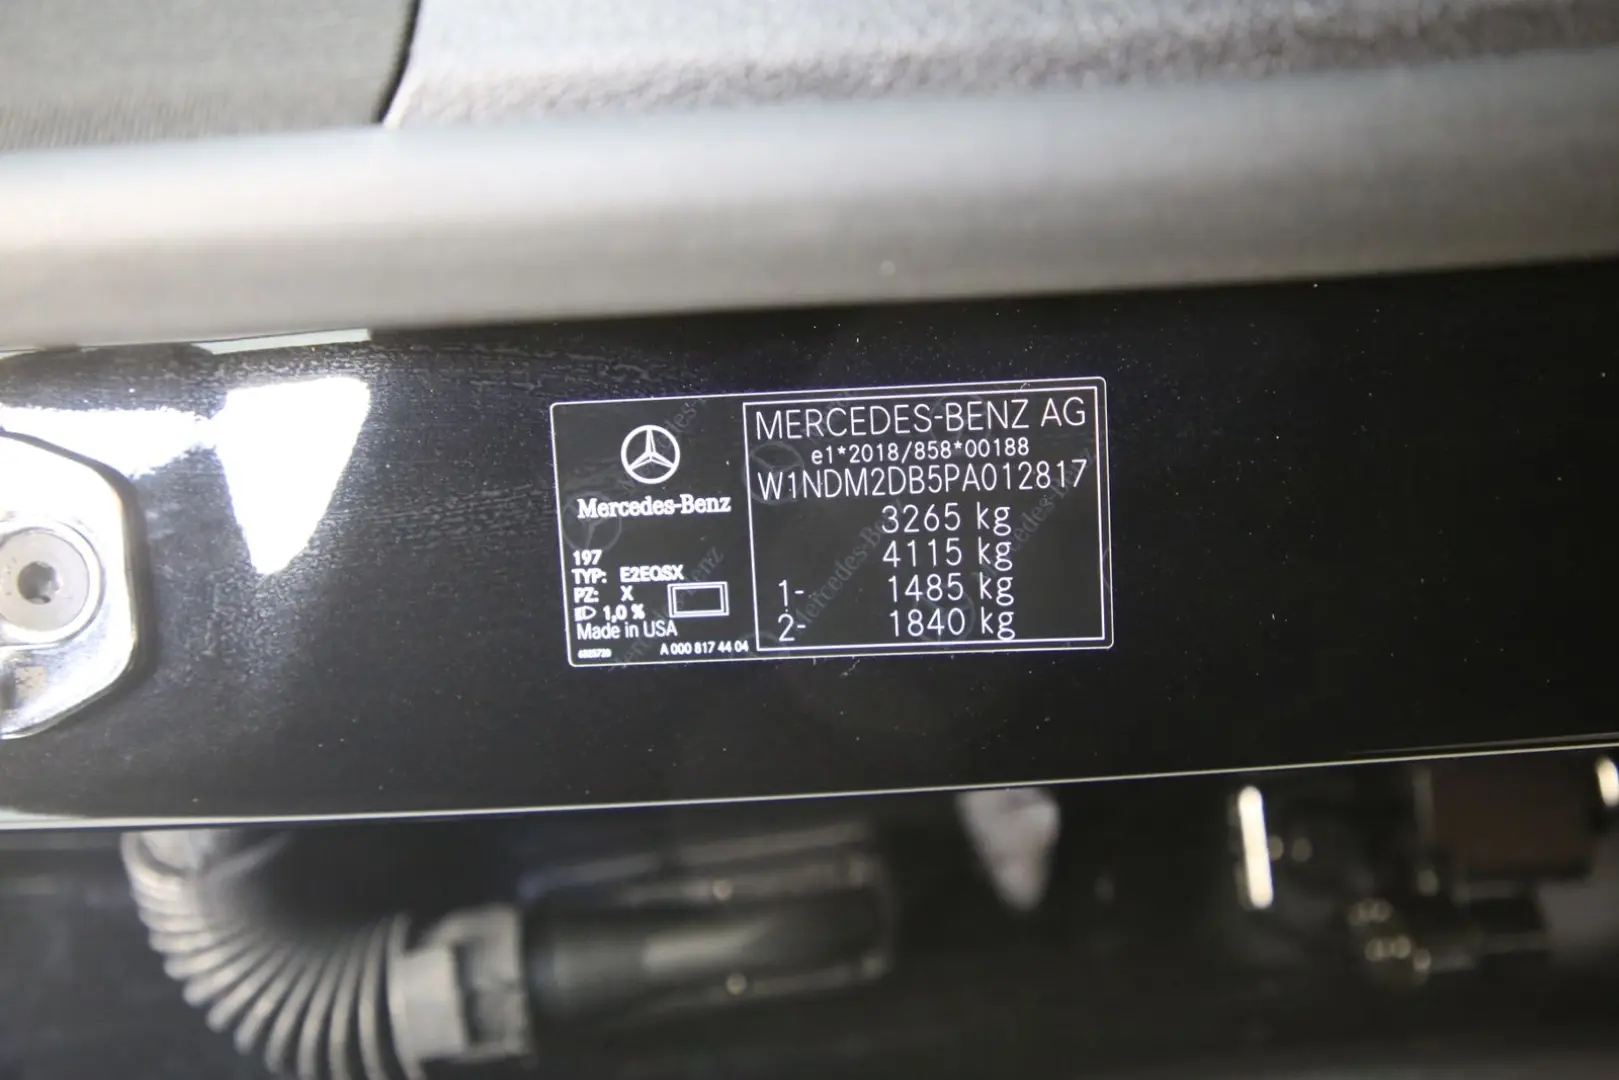 Mercedes-Benz
197
TYP: E2EQSX
PZ: X
1,0 %
Made in USA
A 000 817 44 04
MERCEDES-BENZ AG
e1*2018/858*00188
W1NDM2DB5PA012817
3265 kg
4115 kg
1- 1485 kg
2- 1840 kg